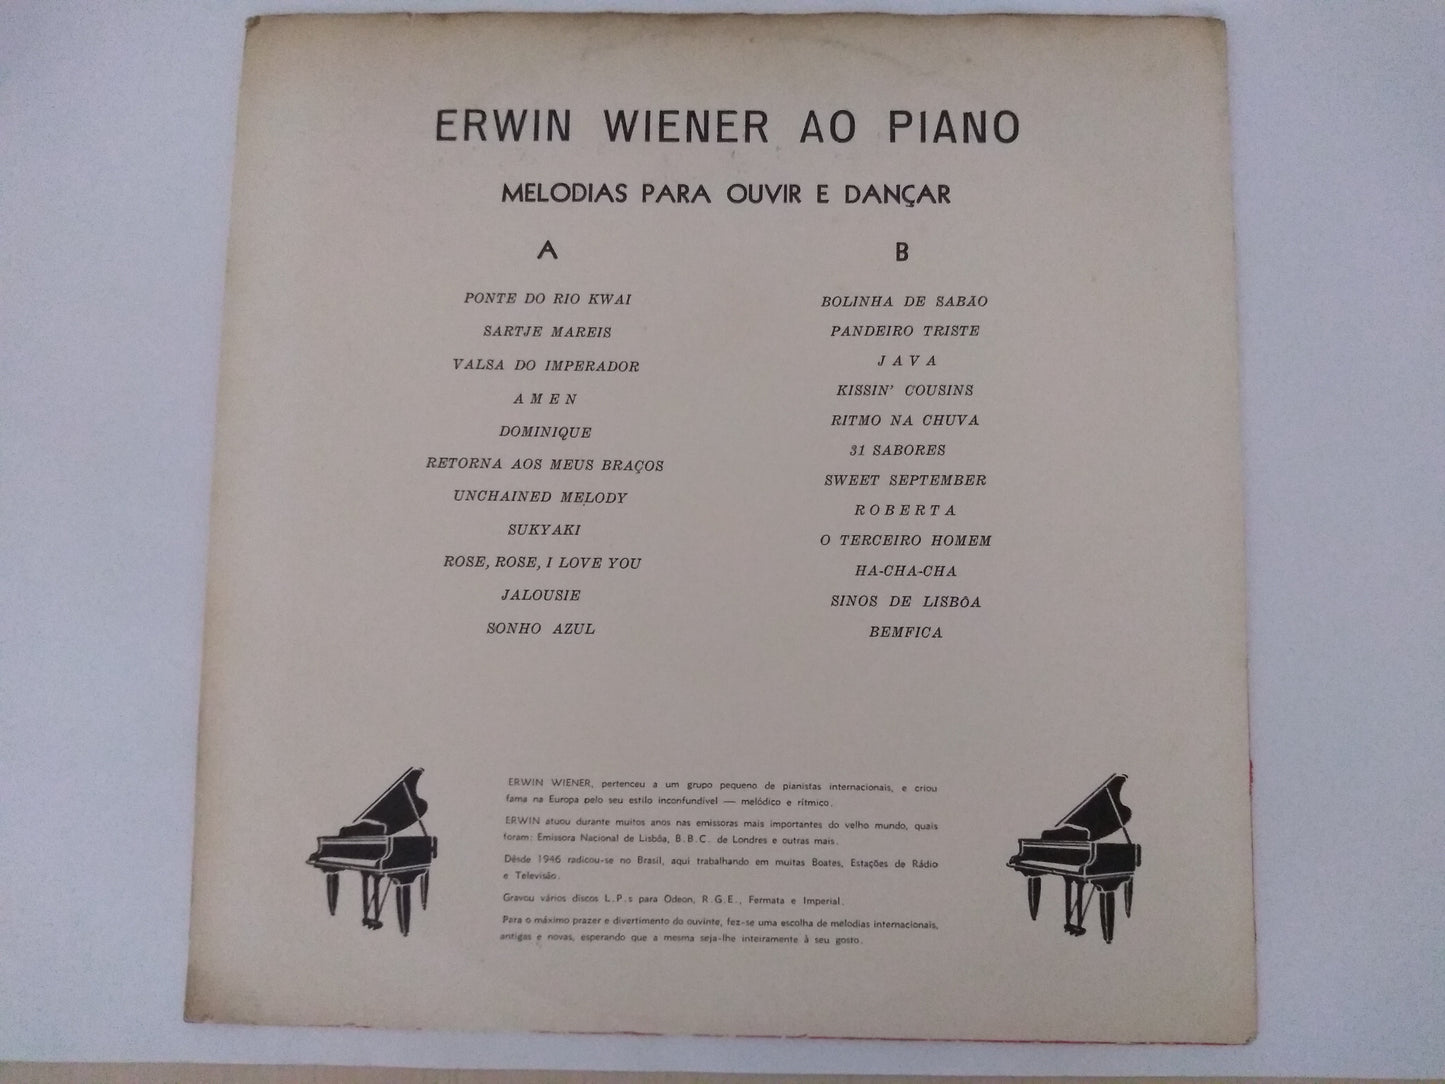 ERWIN WIENER AO PIANO
MELODIAS PARA OUVIR E DANÇAR
A
PONTE DO RIO KWAI
SARTJE MAREIS
VALSA DO IMPERADOR
A M E N
DOMINIQUE
RETORNA AOS MEUS BRAÇOS
UNCHAINED MELODY
SUKYAKI
ROSE, ROSE, I LOVE YOU
JALOUSIE
SONHO AZUL
B
BOLINHA DE SABÃO
PANDEIRO TRISTE
J A V A
KISSIN' COUSINS
RITMO NA CHUVA
31 SABORES
SWEET SEPTEMBER
R O B E R T A
O TERCEIRO HOMEM
HA-CHA-CHA
SINOS DE LISBÔA
BEMFICA
ERWIN WIENER, pertenceu a um grupo pequeno de pianistas internacionais, e criou
fama na Europa pelo seu estilo inconfundível — melódico e rítmico.
ERWIN atuou durante muitos anos nas emissoras mais importantes do velho mundo, quais
foram: Emissora Nacional de Lisbôa, B.B.C. de Londres e outras mais.
Dêsde 1946 radicou-se no Brasil, aqui trabalhando em muitas Boates, Estações de Rádio
e Televisão.
Gravou vários discos L.P.s para Odeon, R.G.E., Fermata e Imperial.
Para o máximo prazer e divertimento do ouvinte, fez-se uma escolha de melodias internacionais,
antigas e novas, esperando que a mesma seja-lhe inteiramente à seu gosto.